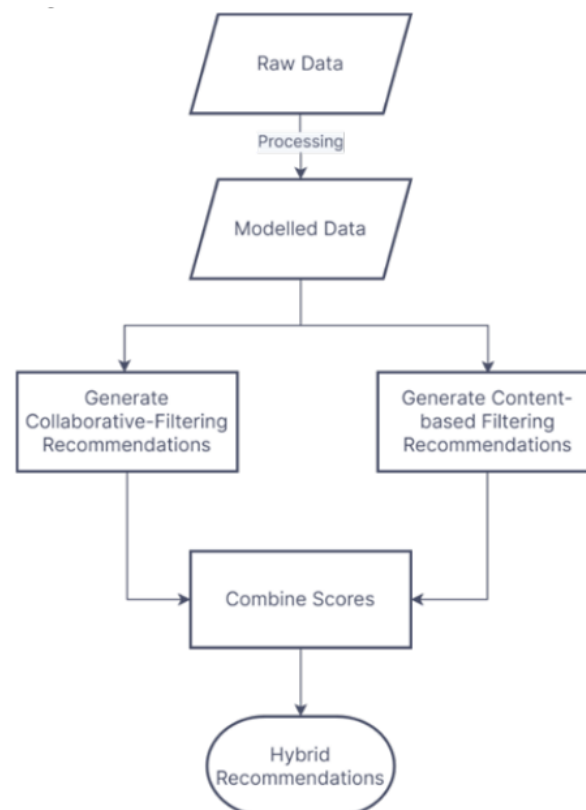 Raw Data
Processing
Modelled Data
Generate
Collaborative-Filtering
Recommendations
Generate Content-
based Filtering
Recommendations
Combine Scores
Hybrid
Recommendations